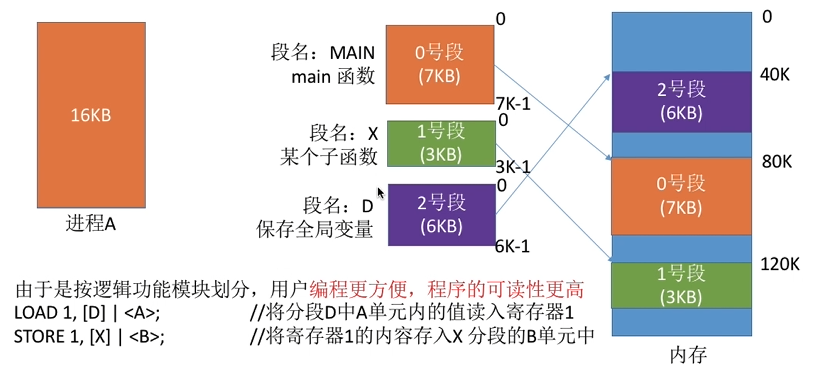 16KB
进程A
段名：MAIN
main 函数
0号段
(7KB)
0
7K-1
段名：X
某个子函数
1号段
(3KB)
0
3K-1
段名：D
保存全局变量
2号段
(6KB)
0
6K-1
0
2号段
(6KB)
40K
0号段
(7KB)
80K
1号段
(3KB)
120K
内存
由于是按逻辑功能模块划分，用户编程更方便，程序的可读性更高
LOAD 1, [D] | <A>; //将分段D中A单元内的值读入寄存器1
STORE 1, [X] | <B>; //将寄存器1的内容存入X 分段的B单元中